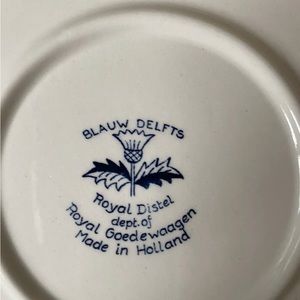 BLAUW DELFTS
Royal Distel
dept. of
Royal Goedewaagen
Made in Holland